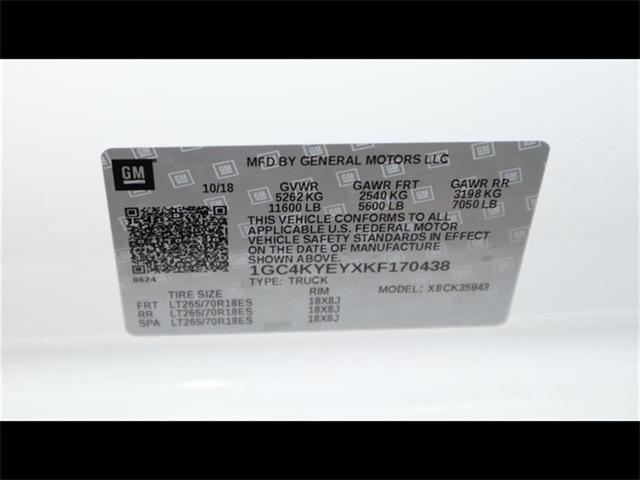 GM
MFD BY GENERAL MOTORS LLC
10/18 GVWR GAWR FRT GAWR RR
5262 KG 2540 KG 3198 KG
11600 LB 5600 LB 7050 LB
THIS VEHICLE CONFORMS TO ALL
APPLICABLE U.S. FEDERAL MOTOR
VEHICLE SAFETY STANDARDS IN EFFECT
ON THE DATE OF MANUFACTURE
SHOWN ABOVE.
8624 1GC4KYEYXKF170438
TYPE: TRUCK MODEL: X8CK35943
TIRE SIZE RIM
FRT LT265/70R18ES 18X8J
RR LT265/70R18ES 18X8J
SPA LT265/70R18ES 18X8J